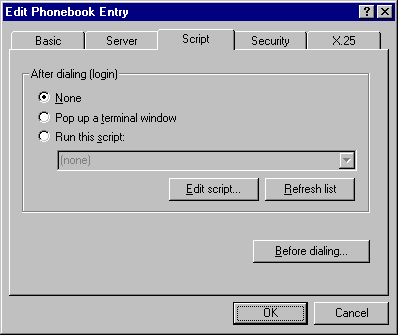 Edit Phonebook Entry
Basic
Server
Script
Security
X.25
After dialing (login)
None
Pop up a terminal window
Run this script:
(none)
Edit script...
Refresh list
Before dialing...
OK
Cancel